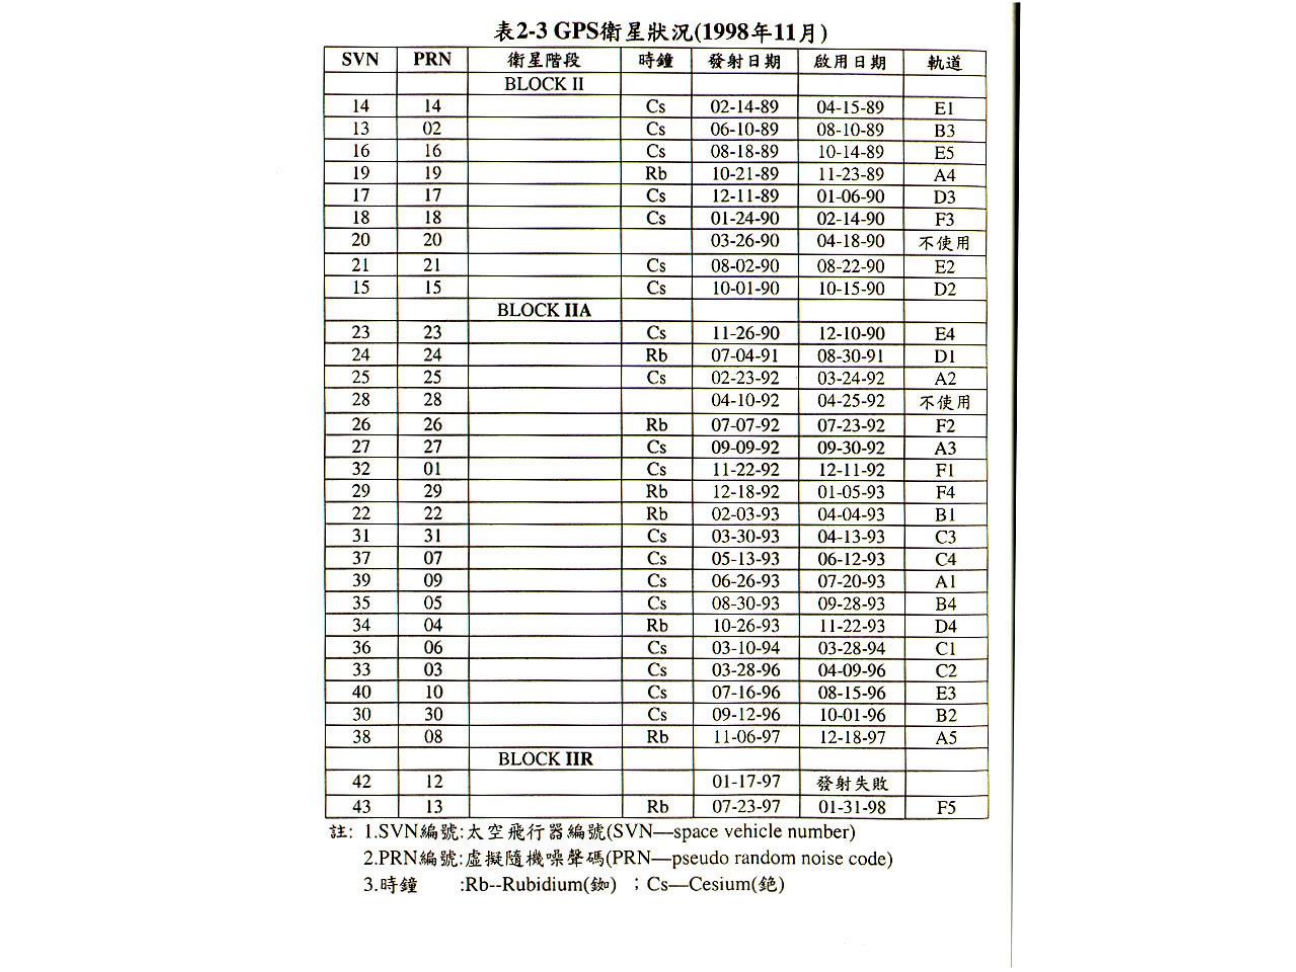 表2-3 GPS衛星狀況(1998年11月)
SVN PRN 衛星階段 時鐘 發射日期 啟用日期 軌道
BLOCK II
14 14 Cs 02-14-89 04-15-89 E1
13 02 Cs 06-10-89 08-10-89 B3
16 16 Cs 08-18-89 10-14-89 E5
19 19 Rb 10-21-89 11-23-89 A4
17 17 Cs 12-11-89 01-06-90 D3
18 18 Cs 01-24-90 02-14-90 F3
20 20 03-26-90 04-18-90 不使用
21 21 Cs 08-02-90 08-22-90 E2
15 15 Cs 10-01-90 10-15-90 D2
BLOCK IIA
23 23 Cs 11-26-90 12-10-90 E4
24 24 Rb 07-04-91 08-30-91 D1
25 25 Cs 02-23-92 03-24-92 A2
28 28 04-10-92 04-25-92 不使用
26 26 Rb 07-07-92 07-23-92 F2
27 27 Cs 09-09-92 09-30-92 A3
32 01 Cs 11-22-92 12-11-92 F1
29 29 Rb 12-18-92 01-05-93 F4
22 22 Rb 02-03-93 04-04-93 B1
31 31 Cs 03-30-93 04-13-93 C3
37 07 Cs 05-13-93 06-12-93 C4
39 09 Cs 06-26-93 07-20-93 A1
35 05 Cs 08-30-93 09-28-93 B4
34 04 Rb 10-26-93 11-22-93 D4
36 06 Cs 03-10-94 03-28-94 C1
33 03 Cs 03-28-96 04-09-96 C2
40 10 Cs 07-16-96 08-15-96 E3
30 30 Cs 09-12-96 10-01-96 B2
38 08 Rb 11-06-97 12-18-97 A5
BLOCK IIR
42 12 01-17-97 發射失敗
43 13 Rb 07-23-97 01-31-98 F5
註: 1.SVN編號:太空飛行器編號(SVN—space vehicle number)
2.PRN編號:虛擬隨機噪聲碼(PRN—pseudo random noise code)
3.時鐘 :Rb--Rubidium(銣) ；Cs—Cesium(銫)